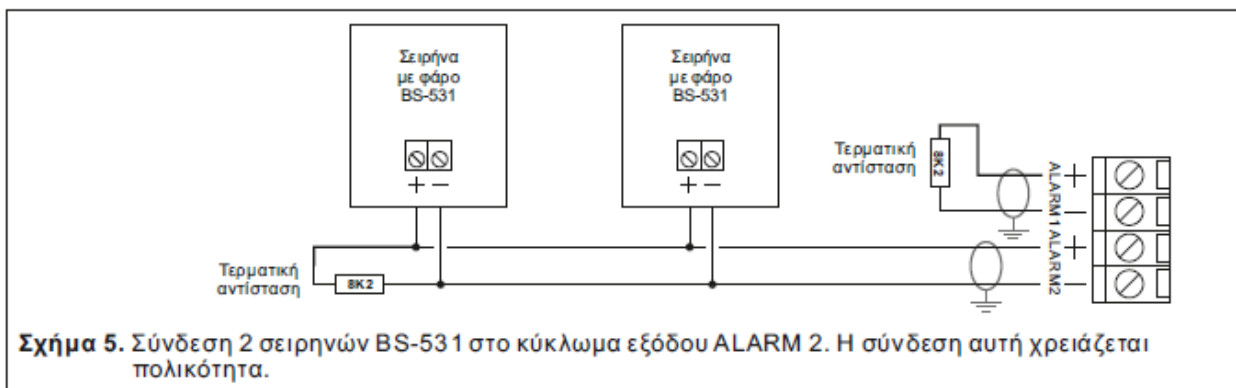 Σειρήνα
με φάρο
BS-531
+ −
Σειρήνα
με φάρο
BS-531
+ −
Τερματική
αντίσταση
8K2
ALARM1
+
−
Τερματική
αντίσταση
8K2
ALARM2
+
−
Σχήμα 5. Σύνδεση 2 σειρηνών BS-531 στο κύκλωμα εξόδου ALARM 2. Η σύνδεση αυτή χρειάζεται
πολικότητα.